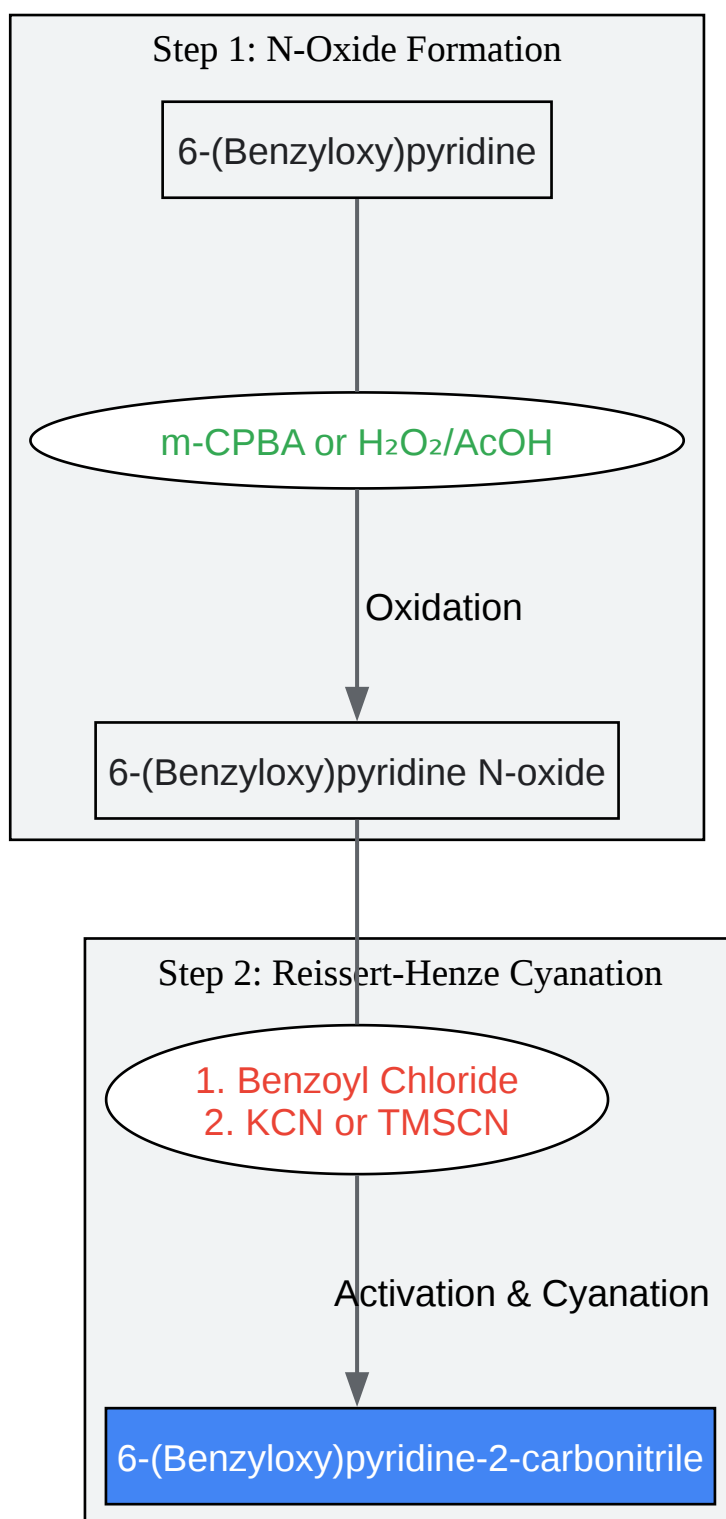 Step 1: N-Oxide Formation
6-(Benzyloxy)pyridine
m-CPBA or H₂O₂/AcOH
Oxidation
6-(Benzyloxy)pyridine N-oxide
Step 2: Reissert-Henze Cyanation
1. Benzoyl Chloride
2. KCN or TMSCN
Activation & Cyanation
6-(Benzyloxy)pyridine-2-carbonitrile